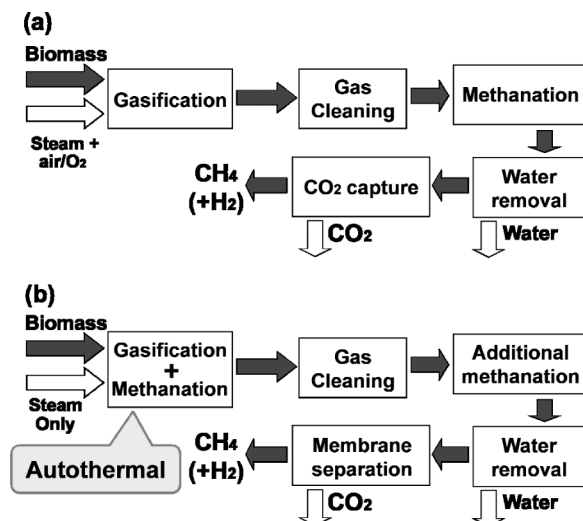 (a)
Biomass
Steam +
air/O₂
Gasification
Gas
Cleaning
Methanation
CH₄
(+H₂)
CO₂ capture
Water
removal
CO₂
Water
(b)
Biomass
Steam
Only
Gasification
+
Methanation
Gas
Cleaning
Additional
methanation
Autothermal
CH₄
(+H₂)
Membrane
separation
Water
removal
CO₂
Water